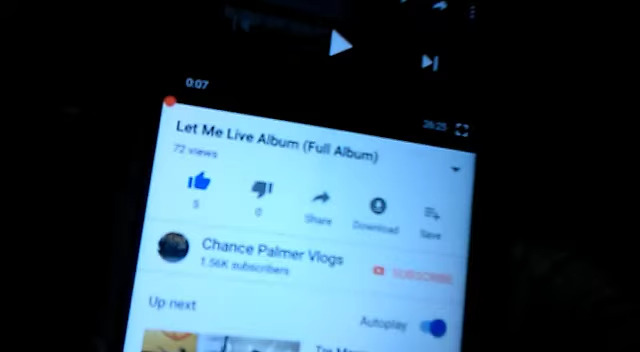 0:07
26:25
Let Me Live Album (Full Album)
72 views
5
0
Share
Download
Save
Chance Palmer Vlogs
1.56K subscribers
SUBSCRIBE
Up next
Autoplay